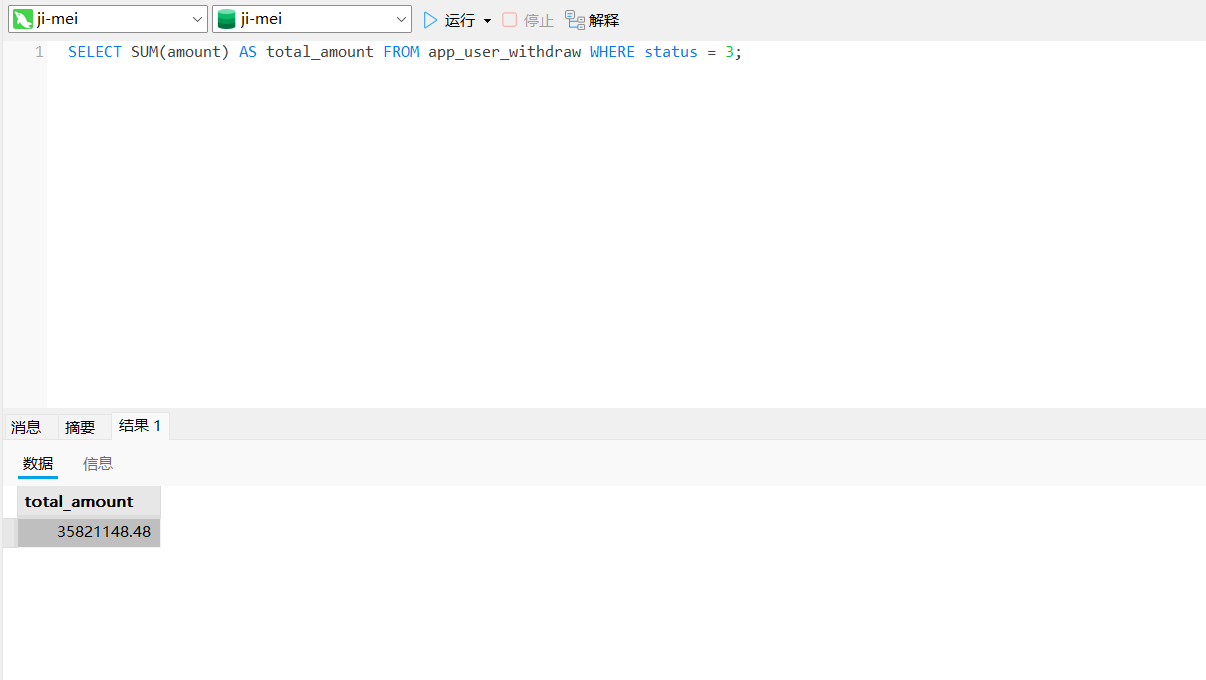 ji-mei ji-mei 运行 停止 解释
1 SELECT SUM(amount) AS total_amount FROM app_user_withdraw WHERE status = 3;
消息 摘要 结果 1
数据 信息
total_amount
35821148.48